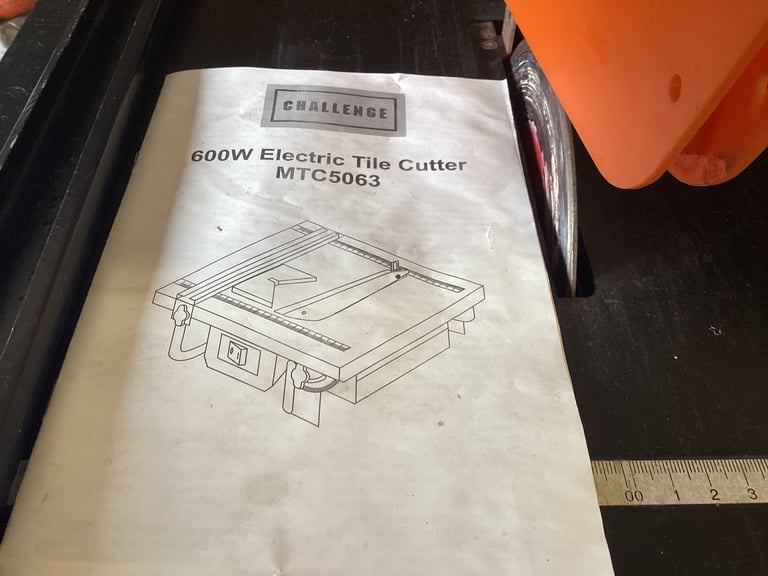 CHALLENGE
600W Electric Tile Cutter
MTC5063
00 1 2 3